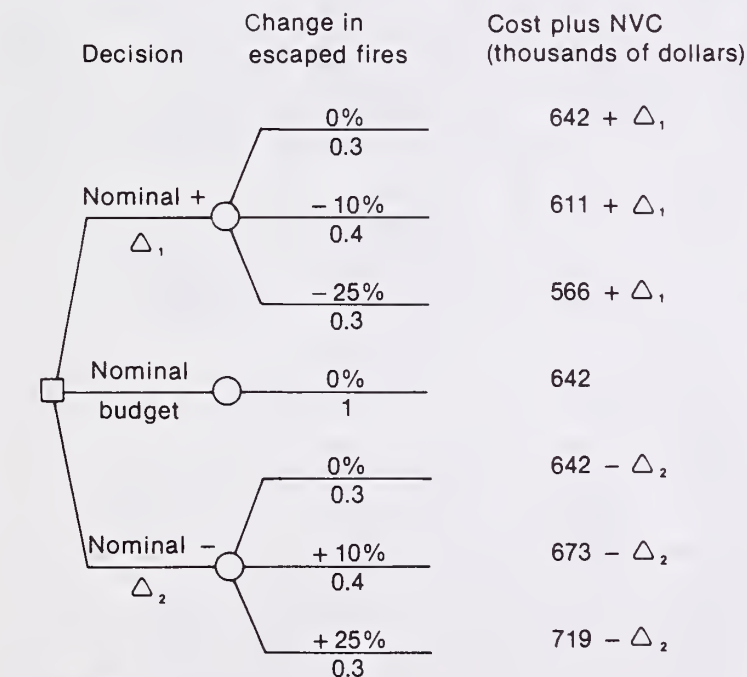 Change in Cost plus NVC
Decision escaped fires (thousands of dollars)
0% 642 + △₁
0.3
Nominal + − 10% 611 + △₁
△₁ 0.4
− 25% 566 + △₁
0.3
Nominal 0% 642
budget 1
0% 642 − △₂
0.3
Nominal − + 10% 673 − △₂
△₂ 0.4
+ 25% 719 − △₂
0.3